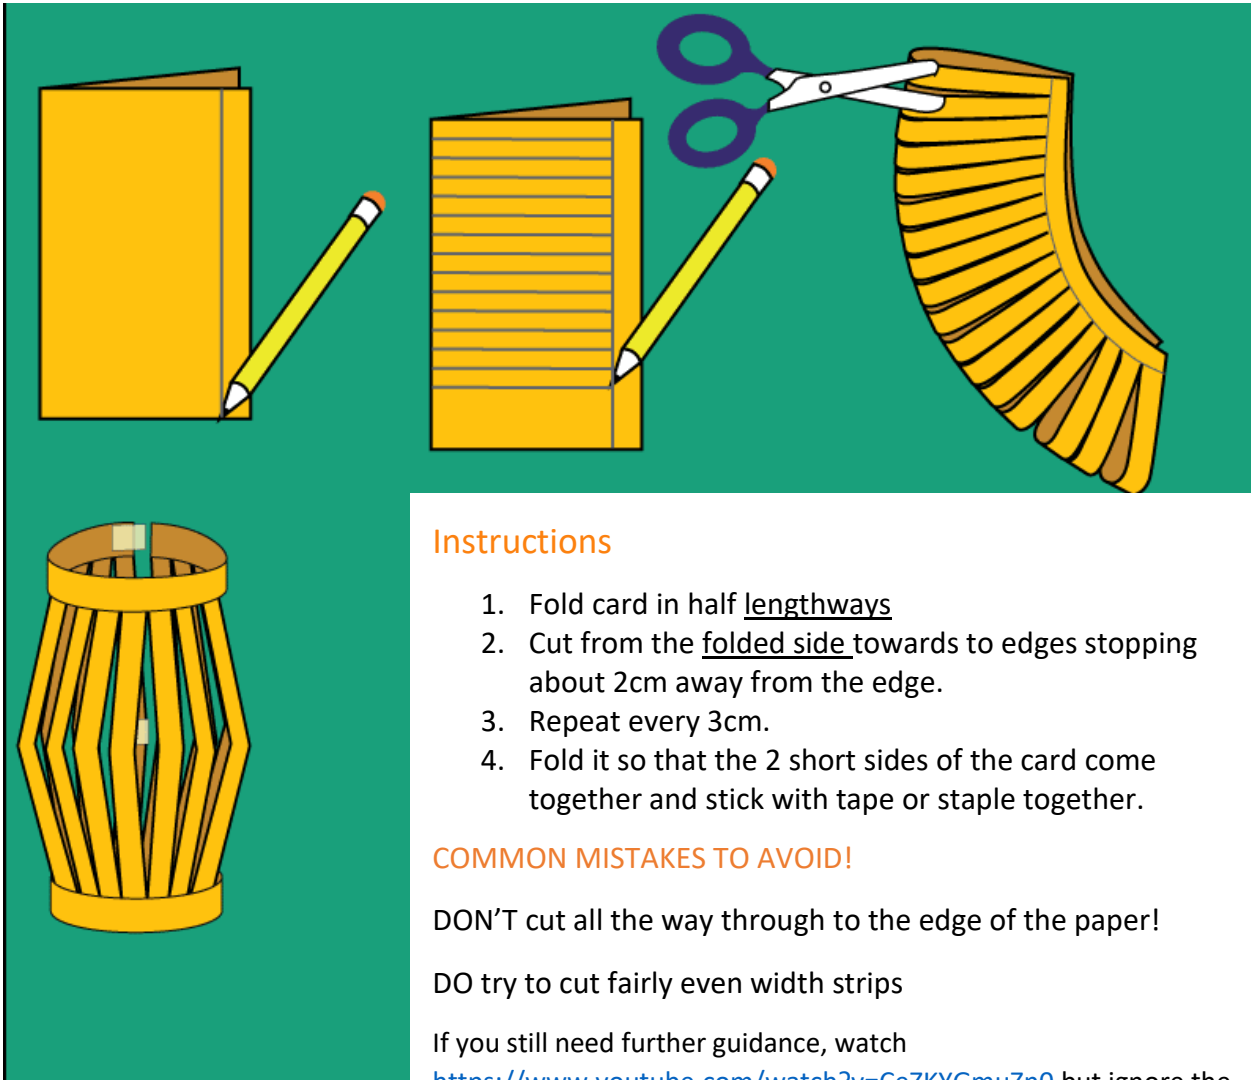 Instructions
1. Fold card in half lengthways
2. Cut from the folded side towards to edges stopping
about 2cm away from the edge.
3. Repeat every 3cm.
4. Fold it so that the 2 short sides of the card come
together and stick with tape or staple together.
COMMON MISTAKES TO AVOID!
DON’T cut all the way through to the edge of the paper!
DO try to cut fairly even width strips
If you still need further guidance, watch
but ignore the